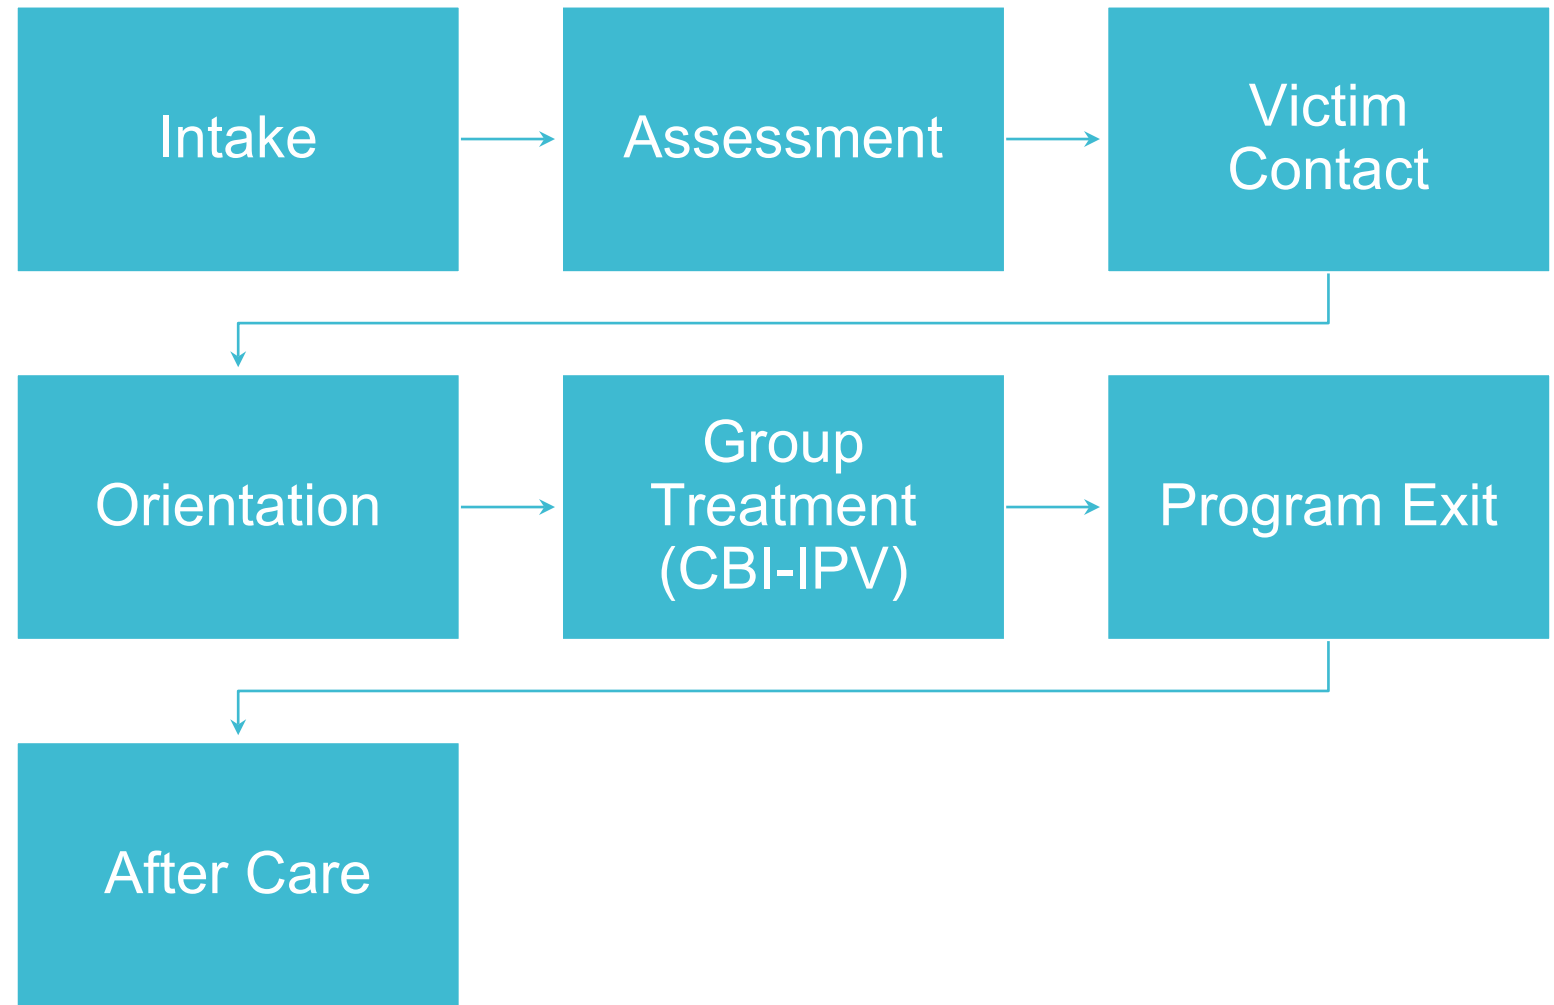 Intake
Assessment
Victim
Contact
Orientation
Group
Treatment
(CBI-IPV)
Program Exit
After Care